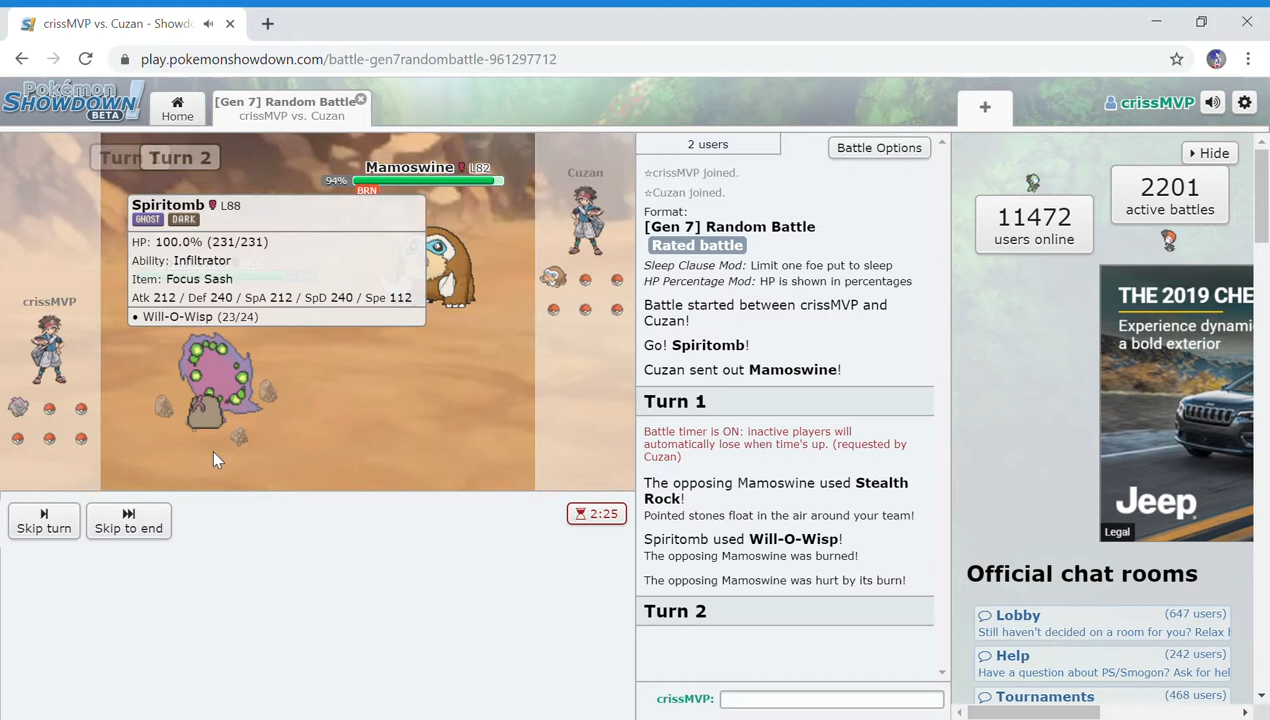 crissMVP vs. Cuzan - Showd
play.pokemonshowdown.com/battle-gen7randombattle-961297712
Pokémon
SHOWDOWN!
BETA
Home
[Gen 7] Random Battle
crissMVP vs. Cuzan
crissMVP
Turn Turn 2
Mamoswine L82
94%
BRN
Cuzan
crissMVP
Spiritomb L88
GHOST DARK
HP: 100.0% (231/231)
Ability: Infiltrator
Item: Focus Sash
Atk 212 / Def 240 / SpA 212 / SpD 240 / Spe 112
• Will-O-Wisp (23/24)
Skip turn
Skip to end
2:25
2 users
Battle Options
☆crissMVP joined.
☆Cuzan joined.
Format:
[Gen 7] Random Battle
Rated battle
Sleep Clause Mod: Limit one foe put to sleep
HP Percentage Mod: HP is shown in percentages
Battle started between crissMVP and
Cuzan!
Go! Spiritomb!
Cuzan sent out Mamoswine!
Turn 1
Battle timer is ON: inactive players will
automatically lose when time's up. (requested by
Cuzan)
The opposing Mamoswine used Stealth
Rock!
Pointed stones float in the air around your team!
Spiritomb used Will-O-Wisp!
The opposing Mamoswine was burned!
The opposing Mamoswine was hurt by its burn!
Turn 2
crissMVP:
Hide
11472
users online
2201
active battles
THE 2019 CHE
Experience dynami
a bold exterior
Jeep
Legal
Official chat rooms
Lobby (647 users)
Still haven't decided on a room for you? Relax
Help (242 users)
Have a question about PS/Smogon? Ask for hel
Tournaments (468 users)